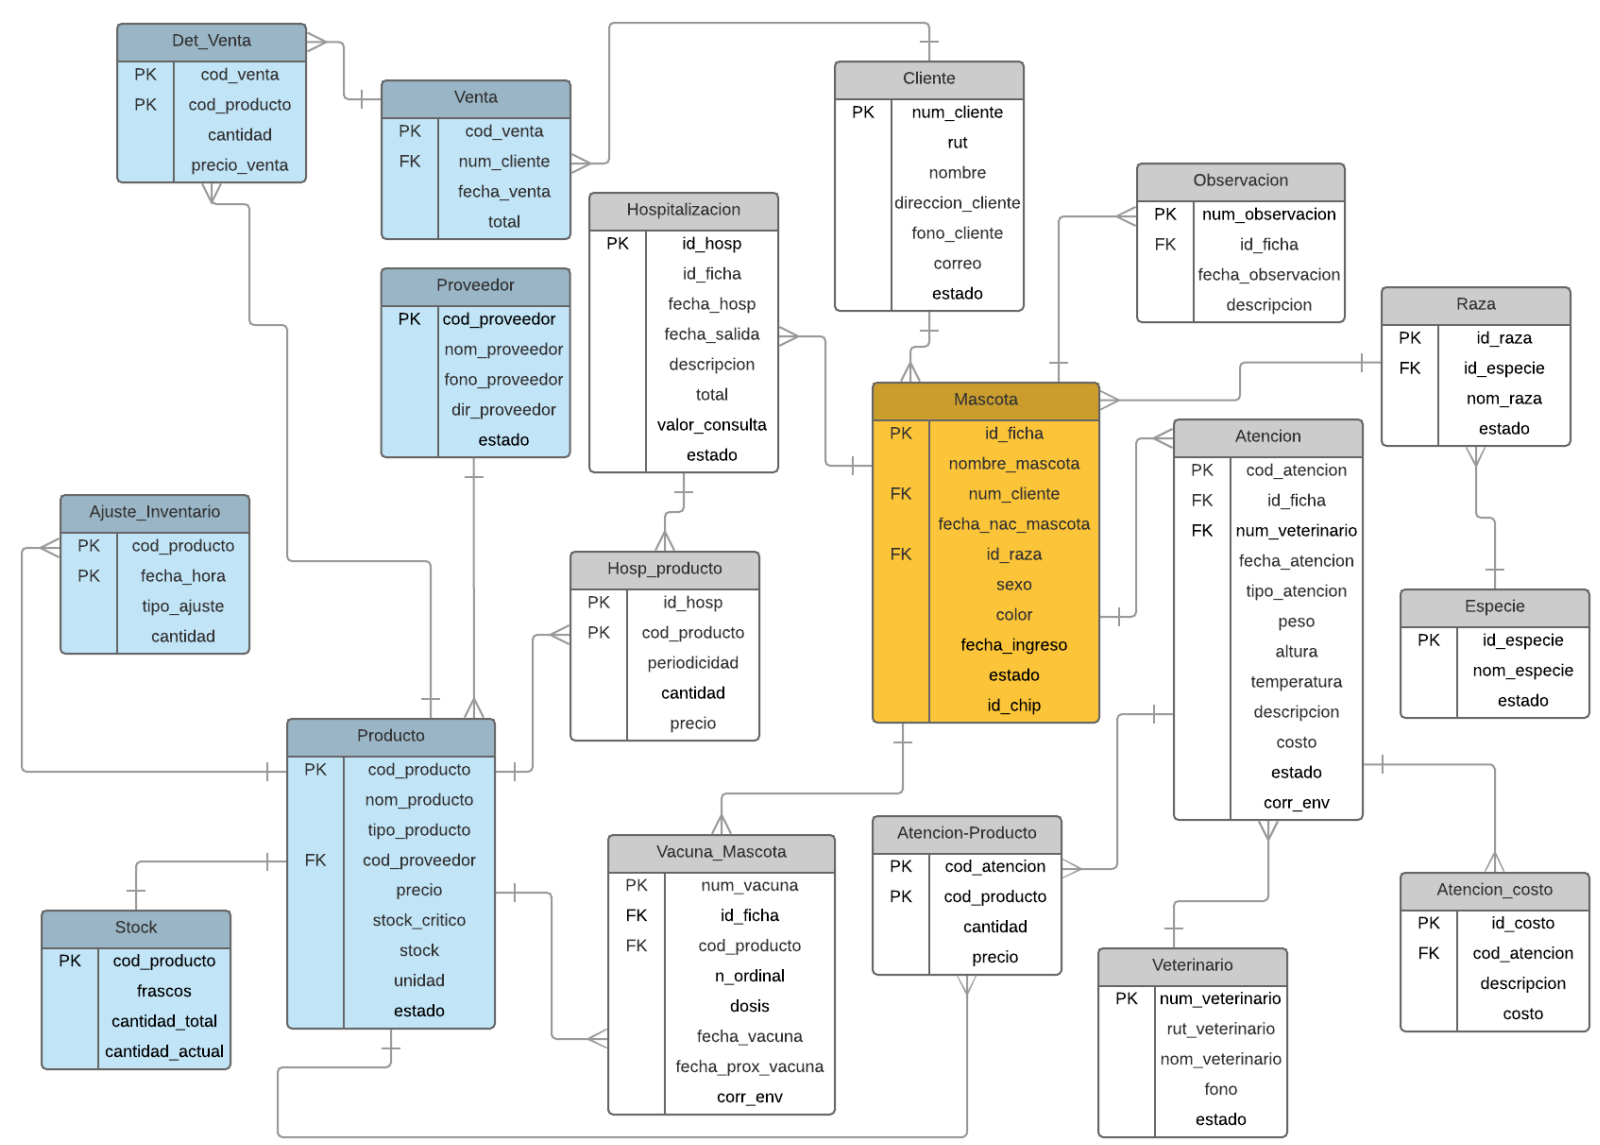 Det_Venta
PK cod_venta
PK cod_producto
cantidad
precio_venta
Venta
PK cod_venta
FK num_cliente
fecha_venta
total
Cliente
PK num_cliente
rut
nombre
direccion_cliente
fono_cliente
correo
estado
Hospitalizacion
PK id_hosp
id_ficha
fecha_hosp
fecha_salida
descripcion
total
valor_consulta
estado
Observacion
PK num_observacion
FK id_ficha
fecha_observacion
descripcion
Proveedor
PK cod_proveedor
nom_proveedor
fono_proveedor
dir_proveedor
estado
Raza
PK id_raza
FK id_especie
nom_raza
estado
Mascota
PK id_ficha
nombre_mascota
FK num_cliente
fecha_nac_mascota
FK id_raza
sexo
color
fecha_ingreso
estado
id_chip
Atencion
PK cod_atencion
FK id_ficha
FK num_veterinario
fecha_atencion
tipo_atencion
peso
altura
temperatura
descripcion
costo
estado
corr_env
Ajuste_Inventario
PK cod_producto
PK fecha_hora
tipo_ajuste
cantidad
Hosp_producto
PK id_hosp
PK cod_producto
periodicidad
cantidad
precio
Especie
PK id_especie
nom_especie
estado
Producto
PK cod_producto
nom_producto
tipo_producto
FK cod_proveedor
precio
stock_critico
stock
unidad
estado
Vacuna_Mascota
PK num_vacuna
FK id_ficha
FK cod_producto
n_ordinal
dosis
fecha_vacuna
fecha_prox_vacuna
corr_env
Atencion-Producto
PK cod_atencion
PK cod_producto
cantidad
precio
Atencion_costo
PK id_costo
FK cod_atencion
descripcion
costo
Stock
PK cod_producto
frascos
cantidad_total
cantidad_actual
Veterinario
PK num_veterinario
rut_veterinario
nom_veterinario
fono
estado